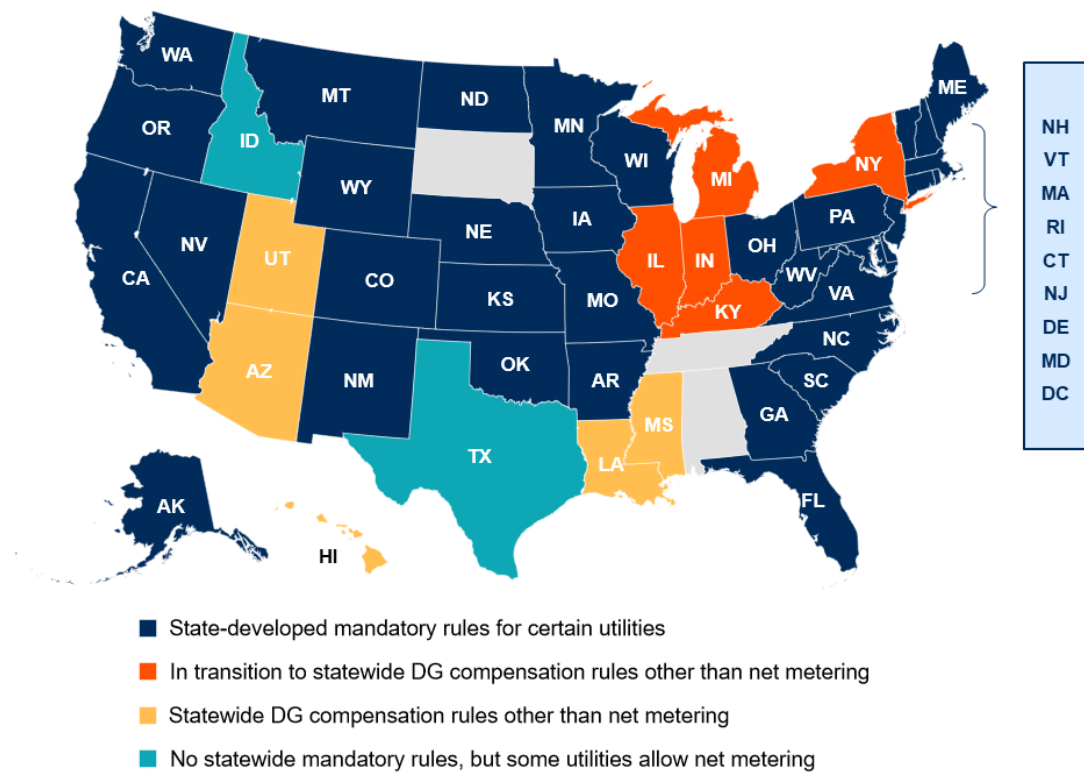 WA
MT
ND
MN
ME
OR
ID
WI
MI
NY
NH
VT
MA
RI
CT
NJ
DE
MD
DC
WY
IA
PA
NV
NE
IL
IN
OH
UT
CO
WV
VA
CA
KS
MO
KY
NC
AZ
NM
OK
AR
SC
GA
MS
TX
LA
FL
AK
HI
State-developed mandatory rules for certain utilities
In transition to statewide DG compensation rules other than net metering
Statewide DG compensation rules other than net metering
No statewide mandatory rules, but some utilities allow net metering